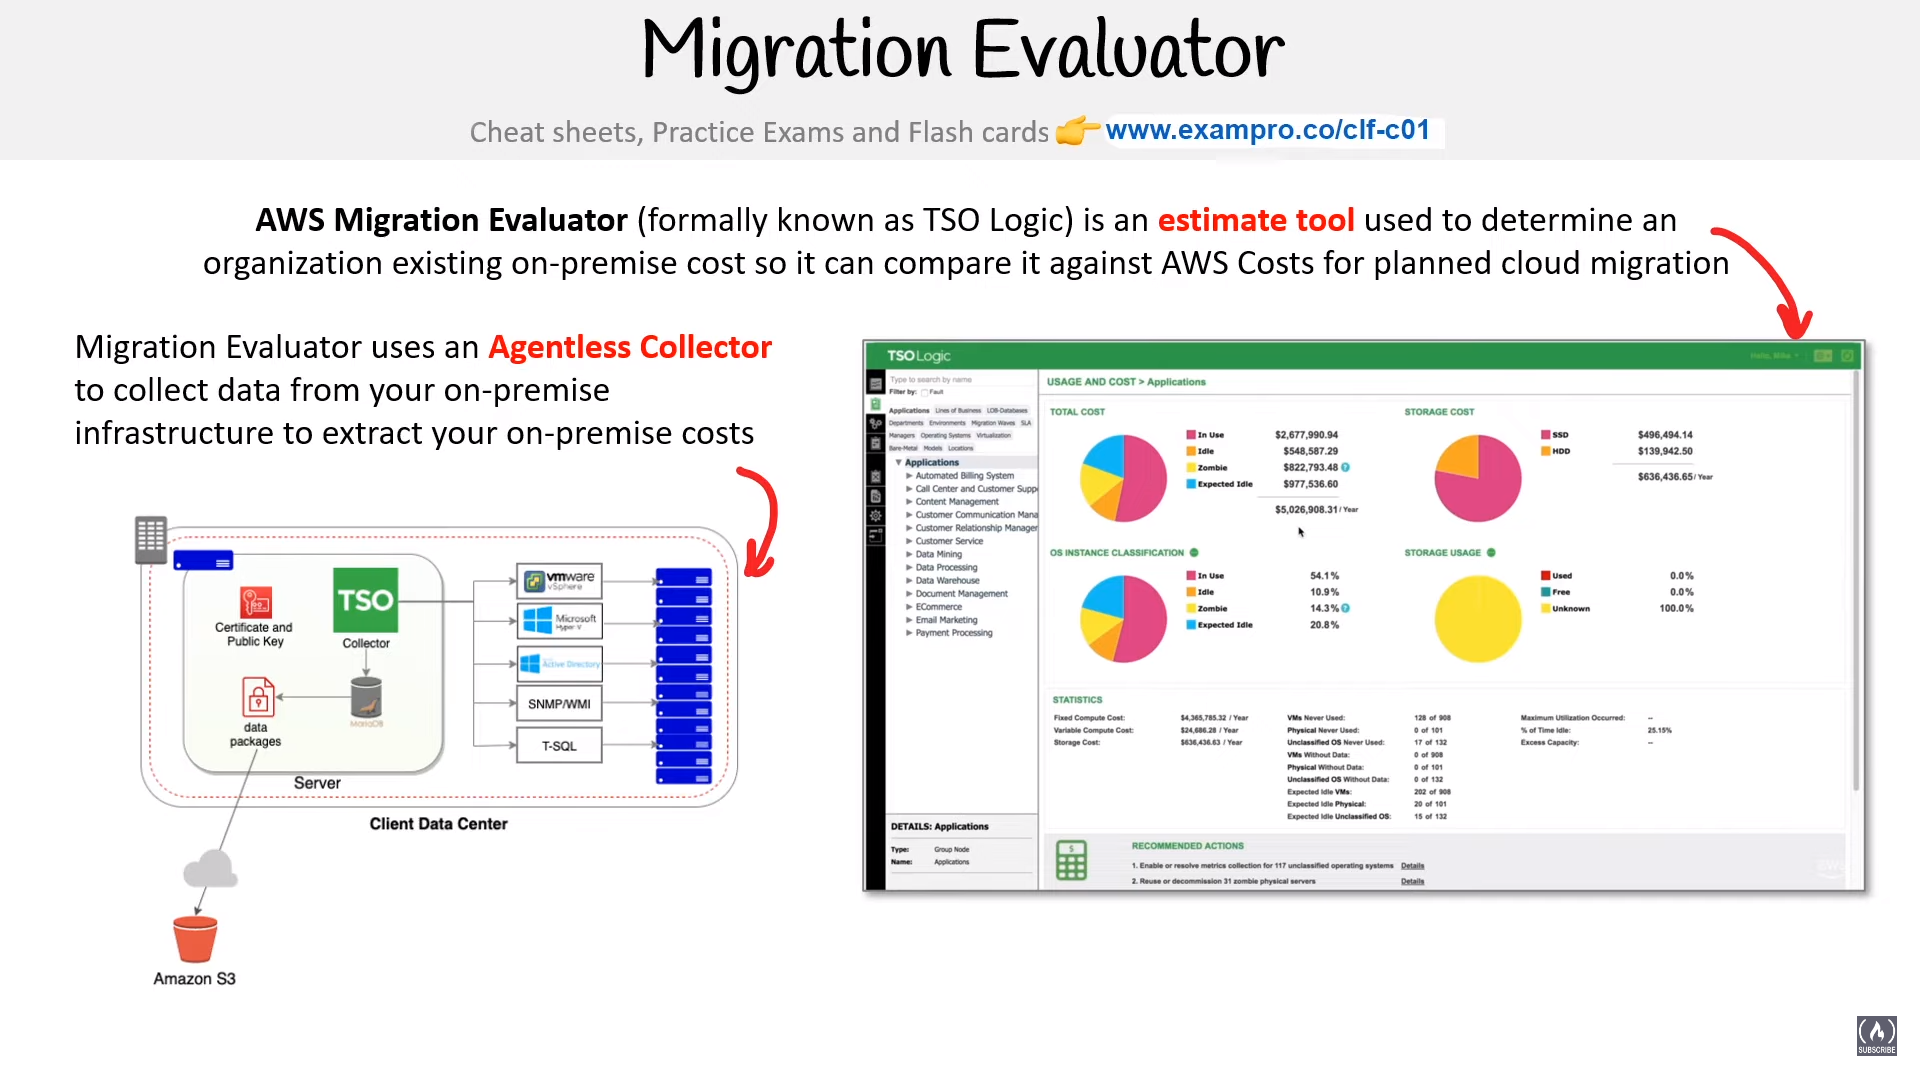 Migration Evaluator
Cheat sheets, Practice Exams and Flash cards 👉 www.exampro.co/clf-c01
AWS Migration Evaluator (formally known as TSO Logic) is an estimate tool used to determine an
organization existing on-premise cost so it can compare it against AWS Costs for planned cloud migration
Migration Evaluator uses an Agentless Collector
to collect data from your on-premise
infrastructure to extract your on-premise costs
Certificate and
Public Key
TSO
Collector
MariaDB
data
packages
Server
vmware
vSphere
Microsoft
Hyper-V
Active Directory
SNMP/WMI
T-SQL
Client Data Center
Amazon S3
TSO Logic
Hello, Mike
Type to search by name
Filter by: Fault
Applications Lines of Business LOB-Databases
Departments Environments Migration Waves SLA
Managers Operating Systems Virtualization
Bare-Metal Models Locations
Applications
Automated Billing System
Call Center and Customer Supp
Content Management
Customer Communication Mana
Customer Relationship Manager
Customer Service
Data Mining
Data Processing
Data Warehouse
Document Management
ECommerce
Email Marketing
Payment Processing
DETAILS: Applications
Type: Group Node
Name: Applications
USAGE AND COST > Applications
TOTAL COST
In Use $2,677,990.94
Idle $548,587.29
Zombie $822,793.48
Expected Idle $977,536.60
$5,026,908.31 / Year
STORAGE COST
SSD $496,494.14
HDD $139,942.50
$636,436.65 / Year
OS INSTANCE CLASSIFICATION
In Use 54.1%
Idle 10.9%
Zombie 14.3%
Expected Idle 20.8%
STORAGE USAGE
Used 0.0%
Free 0.0%
Unknown 100.0%
STATISTICS
Fixed Compute Cost: $4,365,785.32 / Year
Variable Compute Cost: $24,686.28 / Year
Storage Cost: $636,436.63 / Year
VMs Never Used: 128 of 908
Physical Never Used: 0 of 101
Unclassified OS Never Used: 17 of 132
VMs Without Data: 0 of 908
Physical Without Data: 0 of 101
Unclassified OS Without Data: 0 of 132
Expected Idle VMs: 202 of 908
Expected Idle Physical: 20 of 101
Expected Idle Unclassified OS: 15 of 132
Maximum Utilization Occurred: --
% of Time Idle: 25.15%
Excess Capacity: --
RECOMMENDED ACTIONS
1. Enable or resolve metrics collection for 117 unclassified operating systems Details
2. Reuse or decommission 31 zombie physical servers Details
aws
SUBSCRIBE